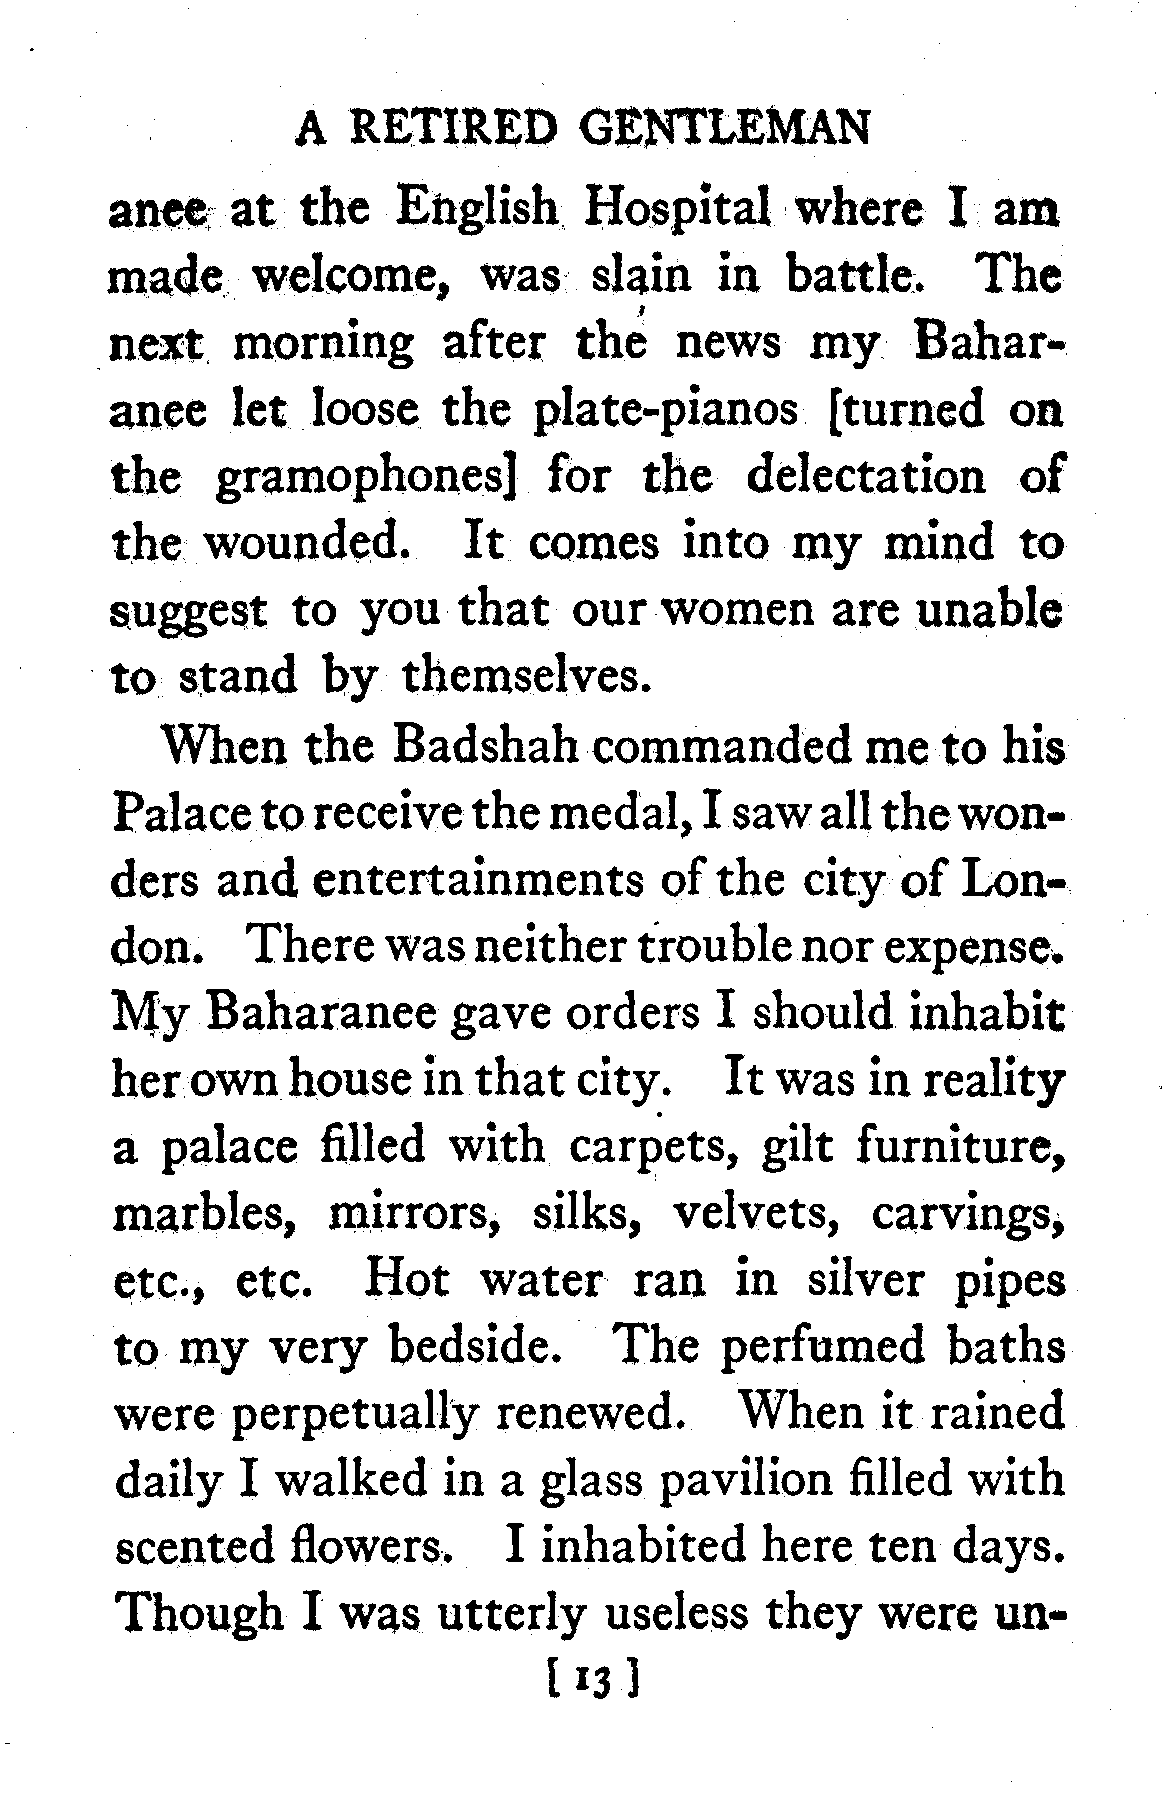 A RETIRED GENTLEMAN
anee at the English Hospital where I am
made welcome, was slain in battle. The
next morning after the news my Bahar-
anee let loose the plate-pianos [turned on
the gramophones] for the delectation of
the wounded. It comes into my mind to
suggest to you that our women are unable
to stand by themselves.
When the Badshah commanded me to his
Palace to receive the medal, I saw all the won-
ders and entertainments of the city of Lon-
don. There was neither trouble nor expense.
My Baharanee gave orders I should inhabit
her own house in that city. It was in reality
a palace filled with carpets, gilt furniture,
marbles, mirrors, silks, velvets, carvings,
etc., etc. Hot water ran in silver pipes
to my very bedside. The perfumed baths
were perpetually renewed. When it rained
daily I walked in a glass pavilion filled with
scented flowers. I inhabited here ten days.
Though I was utterly useless they were un-
[ 13 ]